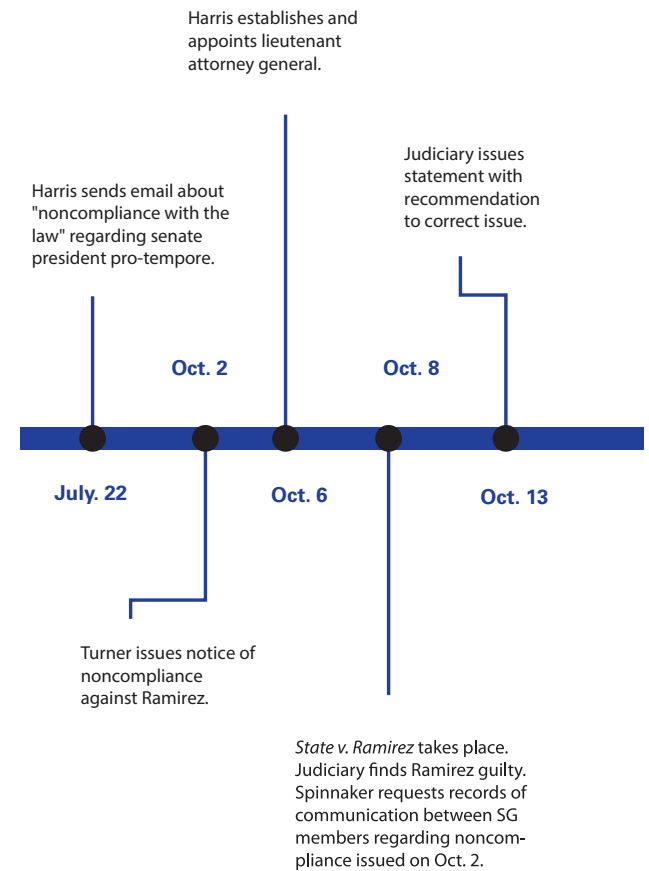 Harris establishes and
appoints lieutenant
attorney general.
Judiciary issues
statement with
recommendation
to correct issue.
Harris sends email about
"noncompliance with the
law" regarding senate
president pro-tempore.
Oct. 2
Oct. 8
July. 22
Oct. 6
Oct. 13
Turner issues notice of
noncompliance
against Ramirez.
State v. Ramirez takes place.
Judiciary finds Ramirez guilty.
Spinnaker requests records of
communication between SG
members regarding noncom-
pliance issued on Oct. 2.